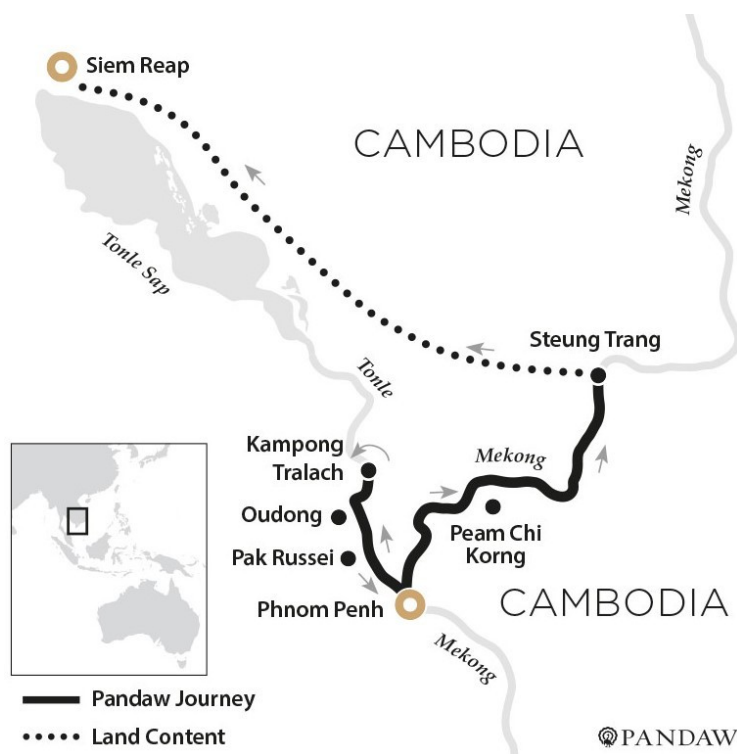 Siem Reap
CAMBODIA
Mekong
Tonle Sap
Steung Trang
Tonle
Kampong
Tralach
Mekong
Oudong
Peam Chi
Korng
Pak Russei
Phnom Penh
CAMBODIA
Mekong
Pandaw Journey
Land Content
PANDAW